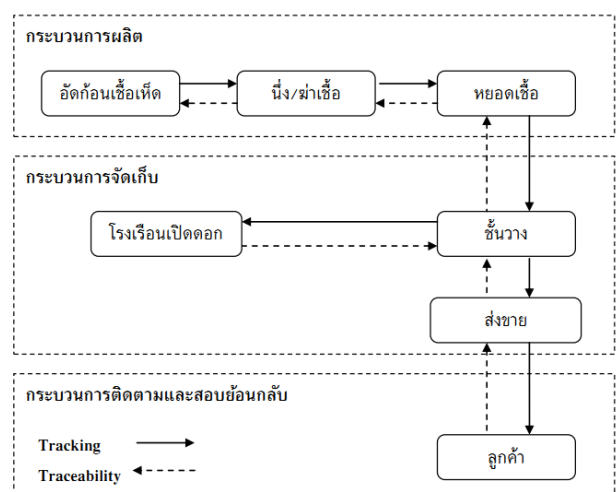 กระบวนการผลิต
อัดก้อนเชื้อเห็ด
นึ่ง/ฆ่าเชื้อ
หยอดเชื้อ
กระบวนการจัดเก็บ
โรงเรือนเปิดดอก
ชั้นวาง
ส่งขาย
กระบวนการติดตามและสอบย้อนกลับ
Tracking
ลูกค้า
Traceability